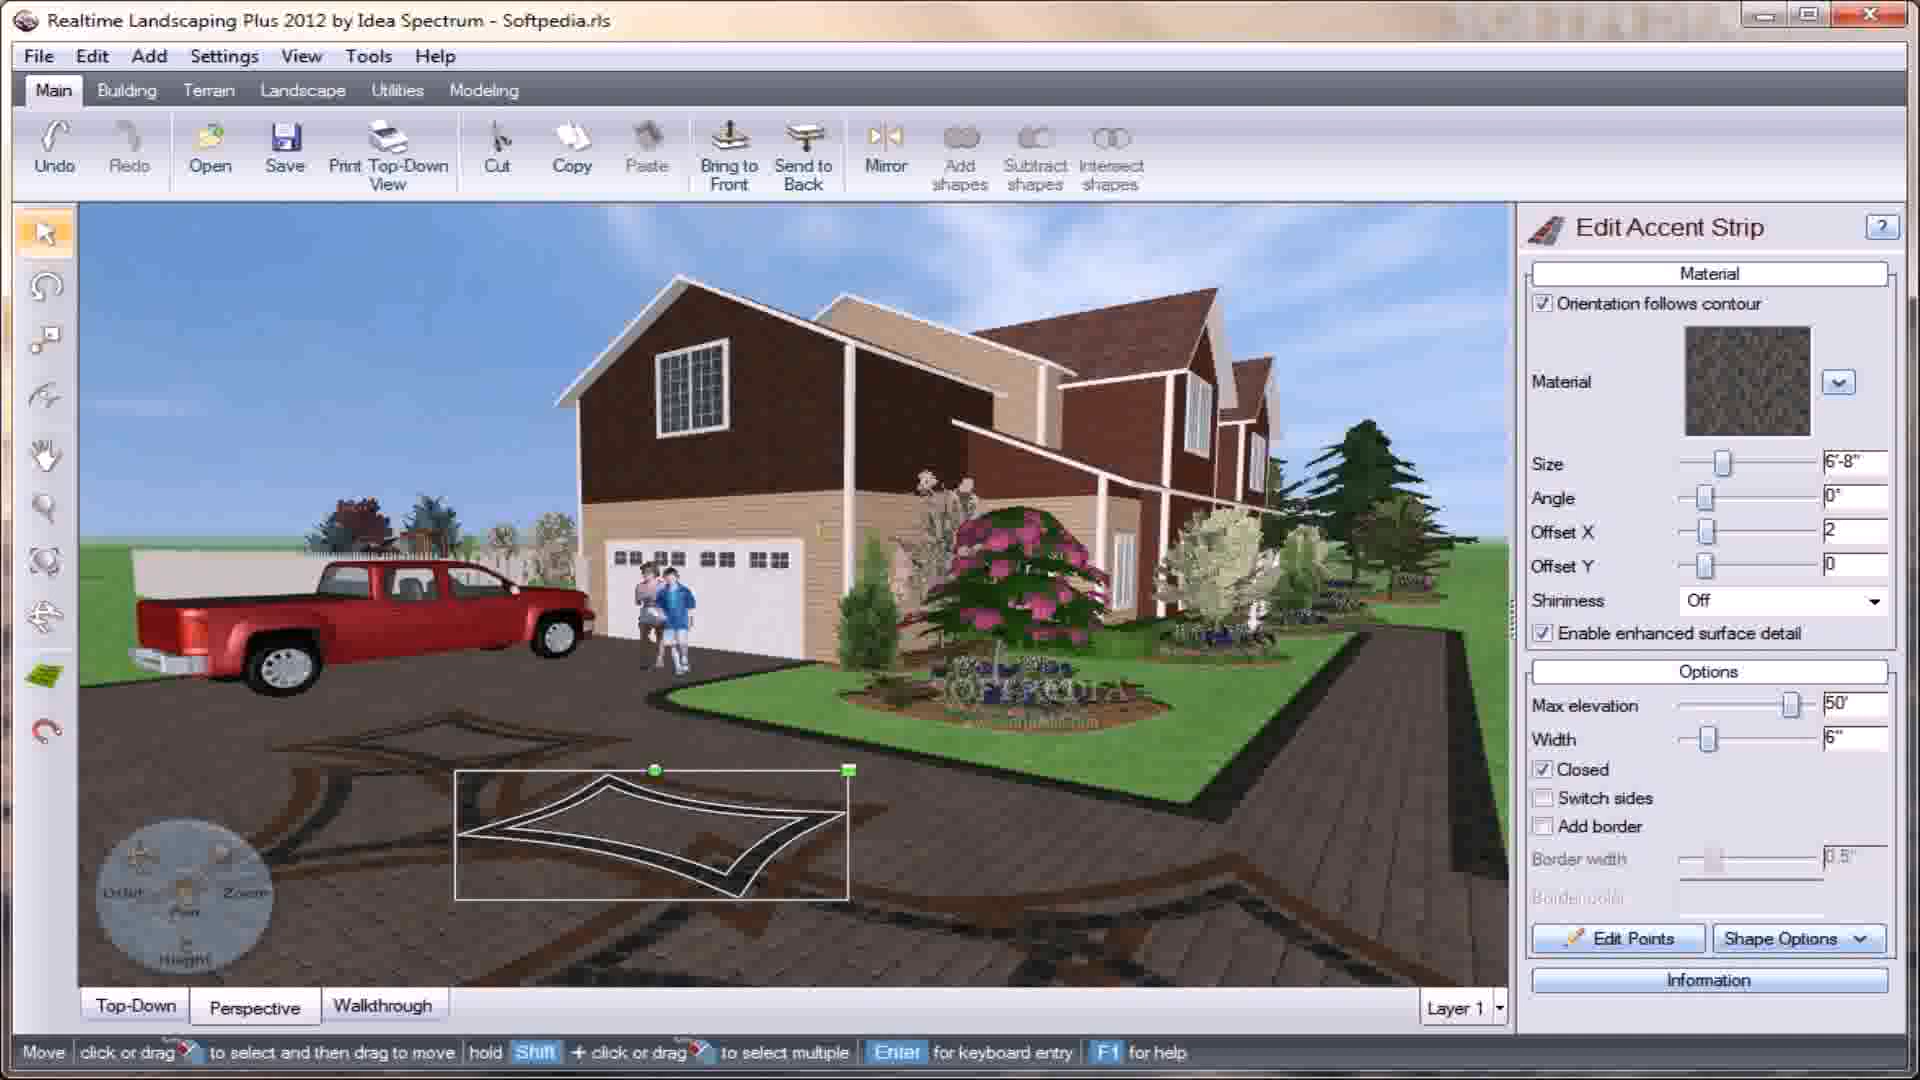 Realtime Landscaping Plus 2012 by Idea Spectrum - Softpedia.rls
File Edit Add Settings View Tools Help
Main Building Terrain Landscape Utilities Modeling
Undo Redo Open Save Print Top-Down View Cut Copy Paste Bring to Front Send to Back Mirror Add shapes Subtract shapes Intersect shapes
Edit Accent Strip ?
Material
Orientation follows contour
Material
Size 6'-8"
Angle 0°
Offset X 2
Offset Y 0
Shininess Off
Enable enhanced surface detail
Options
Max elevation 50'
Width 6"
Closed
Switch sides
Add border
Border width 0.5"
Border color
Edit Points Shape Options
Information
SOFTPEDIA
Orbit Zoom
Pan
Height
Top-Down Perspective Walkthrough Layer 1
Move click or drag to select and then drag to move hold Shift + click or drag to select multiple Enter for keyboard entry F1 for help